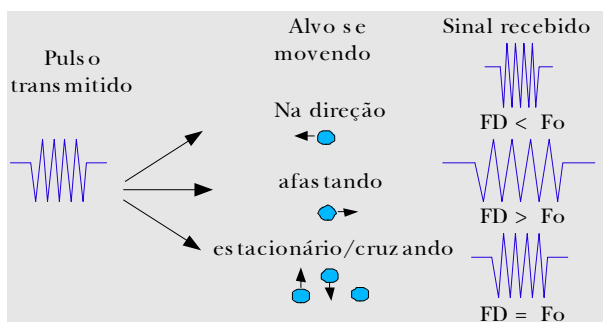 Pulso
transmitido
Alvo se
movendo
Na direção
afastando
estacionário/cruzando
Sinal recebido
FD < Fo
FD > Fo
FD = Fo